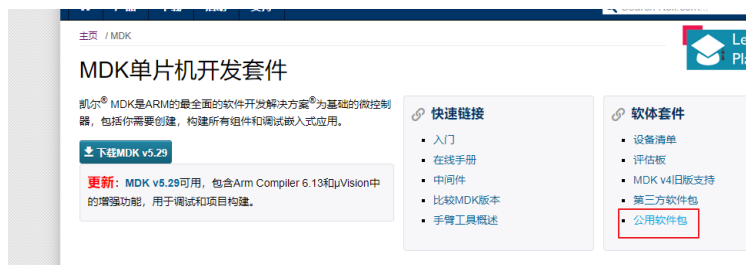 主页 / MDK
Le
Pla
MDK单片机开发套件
凯尔® MDK是ARM的最全面的软件开发解决方案®为基础的微控制
器，包括你需要创建，构建所有组件和调试嵌入式应用。
下载MDK v5.29
更新：MDK v5.29可用，包含Arm Compiler 6.13和μVision中
的增强功能，用于调试和项目构建。
快速链接
入门
在线手册
中间件
比较MDK版本
手臂工具概述
软体套件
设备清单
评估板
MDK v4旧版支持
第三方软件包
公用软件包